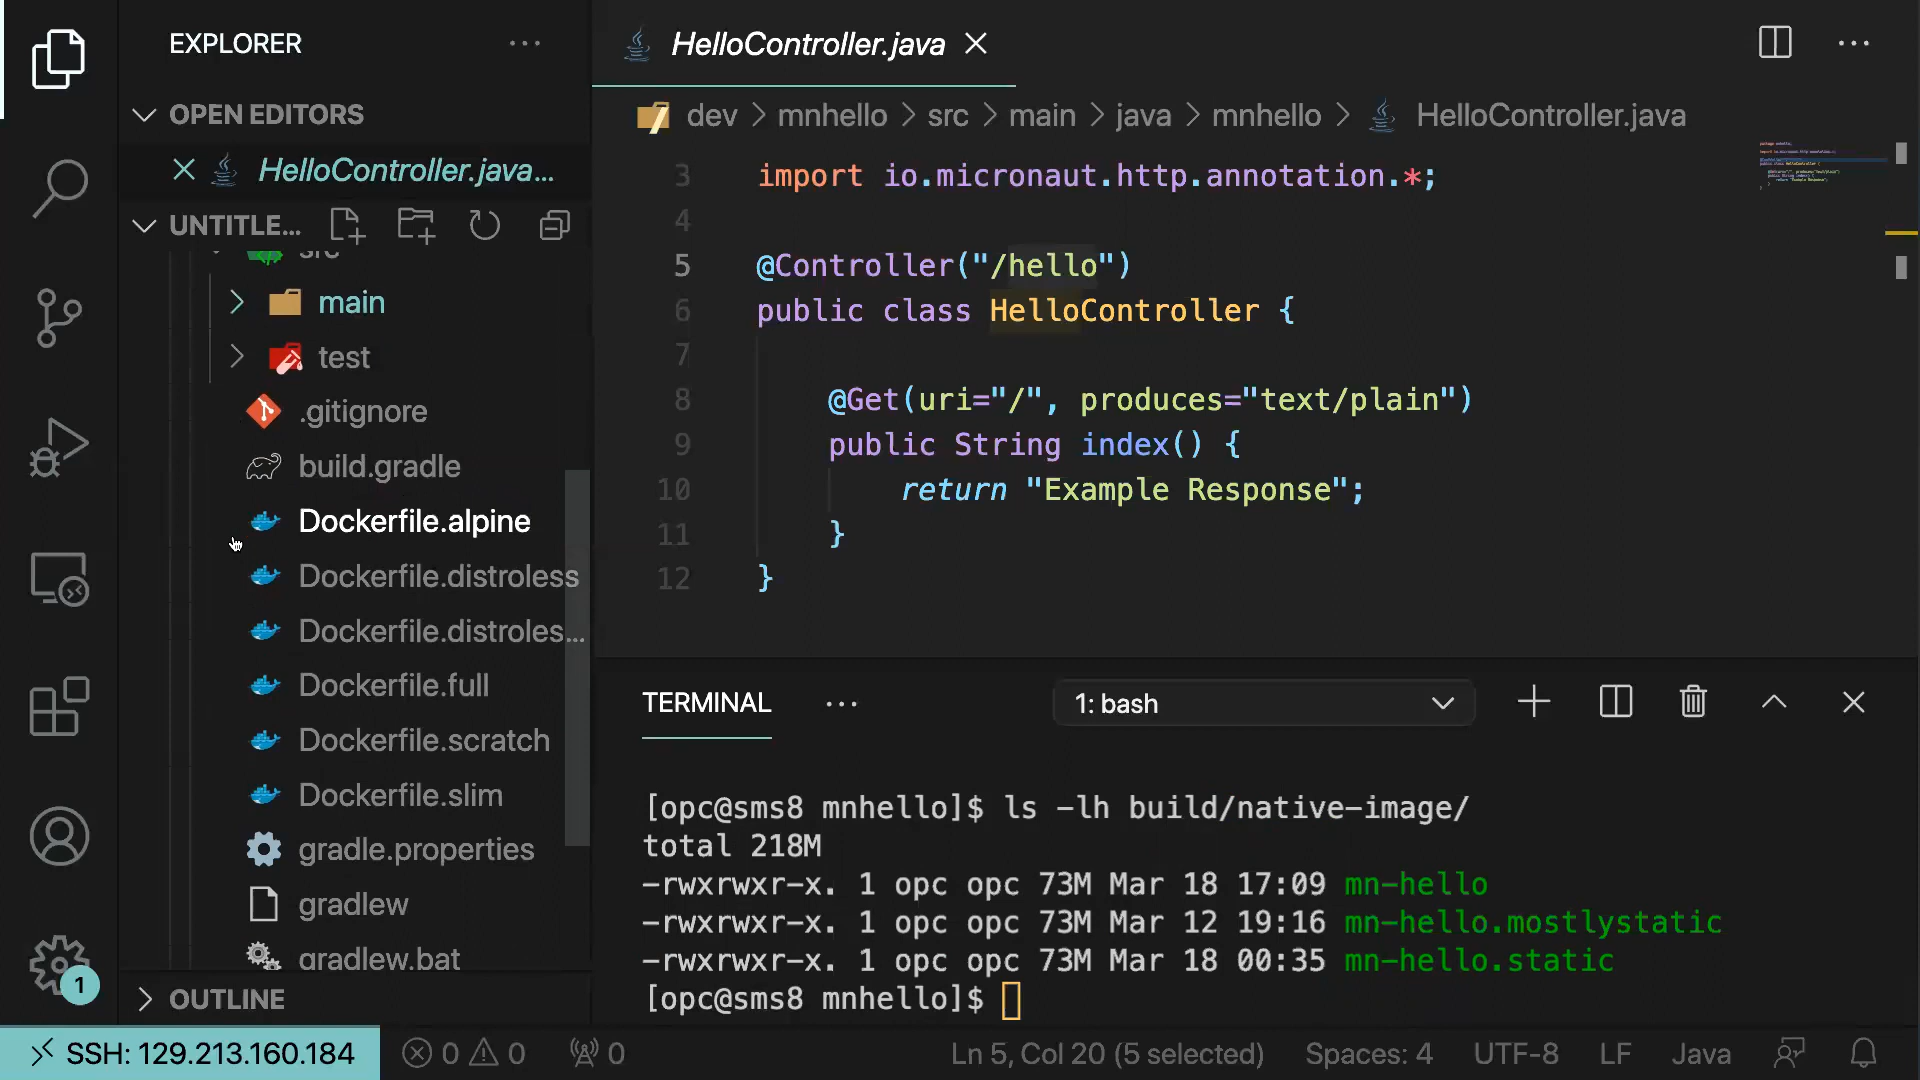 EXPLORER
OPEN EDITORS
HelloController.java...
UNTITLE...
src
main
test
.gitignore
build.gradle
Dockerfile.alpine
Dockerfile.distroless
Dockerfile.distroles...
Dockerfile.full
Dockerfile.scratch
Dockerfile.slim
gradle.properties
gradlew
gradlew.bat
OUTLINE
1
HelloController.java
dev > mnhello > src > main > java > mnhello > HelloController.java
3 import io.micronaut.http.annotation.*;
4
5 @Controller("/hello")
6 public class HelloController {
7
8 @Get(uri="/", produces="text/plain")
9 public String index() {
10 return "Example Response";
11 }
12 }
TERMINAL
1: bash
[opc@sms8 mnhello]$ ls -lh build/native-image/
total 218M
-rwxrwxr-x. 1 opc opc 73M Mar 18 17:09 mn-hello
-rwxrwxr-x. 1 opc opc 73M Mar 12 19:16 mn-hello.mostlystatic
-rwxrwxr-x. 1 opc opc 73M Mar 18 00:35 mn-hello.static
[opc@sms8 mnhello]$
SSH: 129.213.160.184 0 0 0 Ln 5, Col 20 (5 selected) Spaces: 4 UTF-8 LF Java